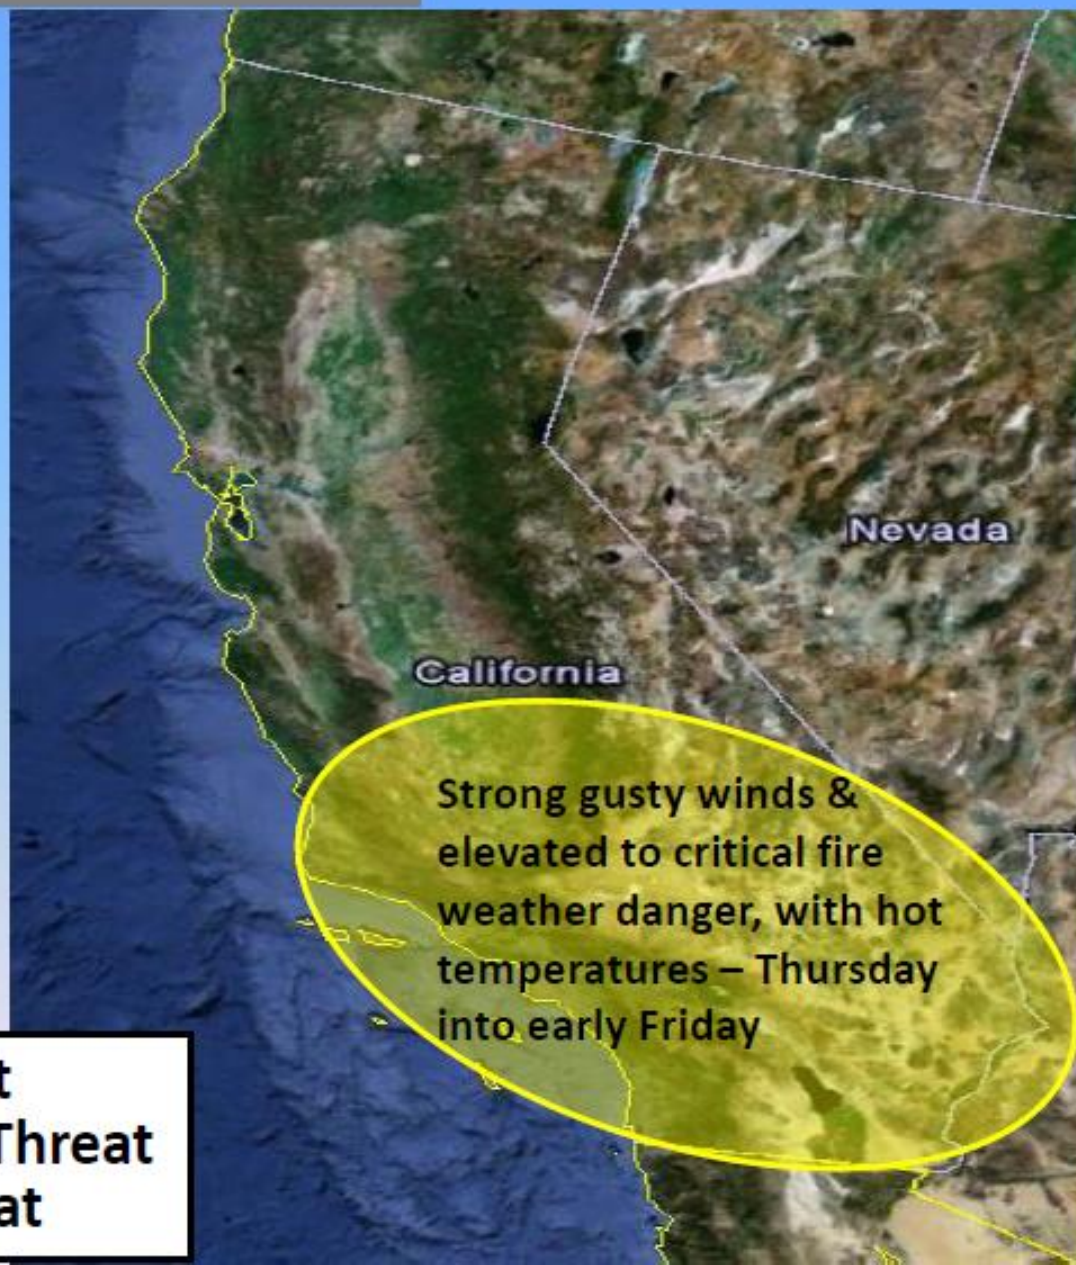 Nevada
California
Strong gusty winds &
elevated to critical fire
weather danger, with hot
temperatures – Thursday
into early Friday
Threat